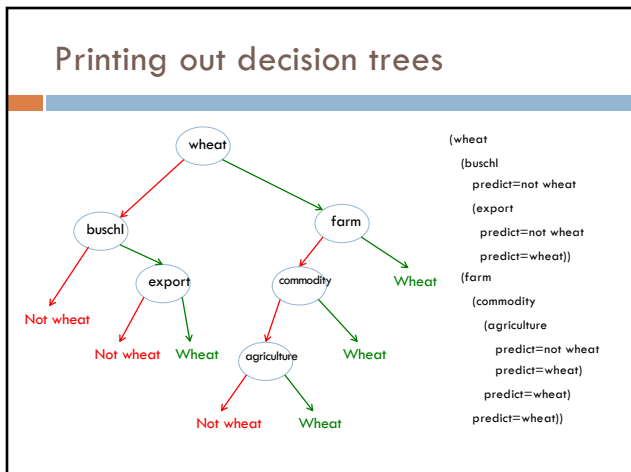 Printing out decision trees
wheat
buschl
farm
export
commodity
Wheat
Not wheat
Not wheat
Wheat
agriculture
Wheat
Not wheat
Wheat
(wheat
(buschl
predict=not wheat
(export
predict=not wheat
predict=wheat))
(farm
(commodity
(agriculture
predict=not wheat
predict=wheat)
predict=wheat)
predict=wheat))